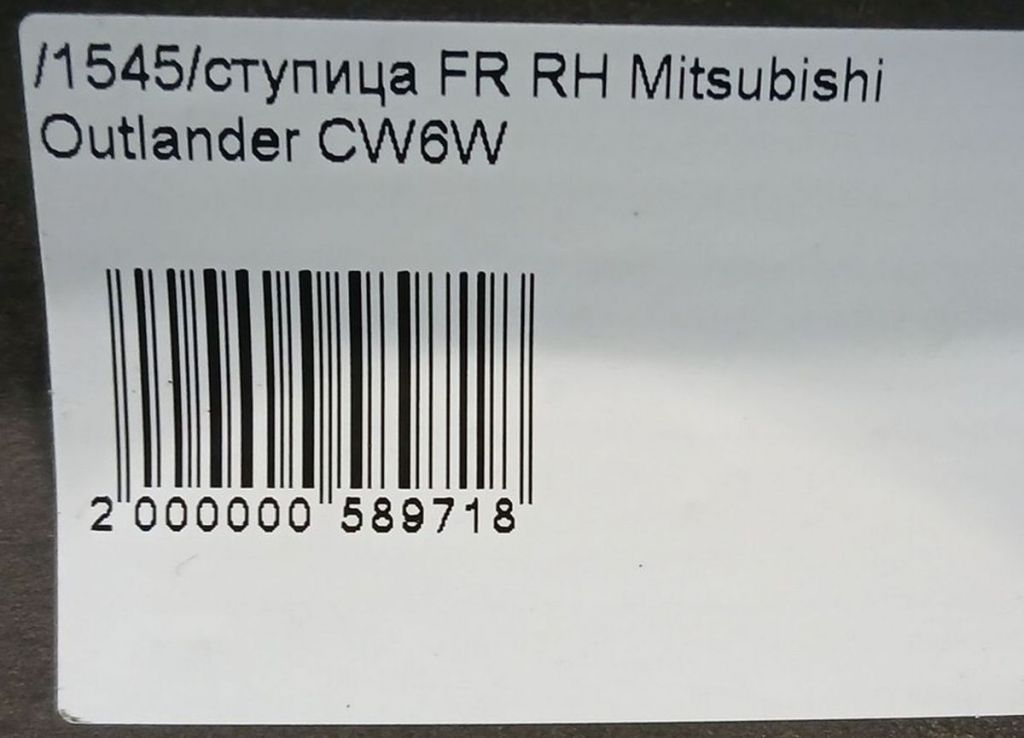 /1545/ступица FR RH Mitsubishi
Outlander CW6W
2 000000 589718